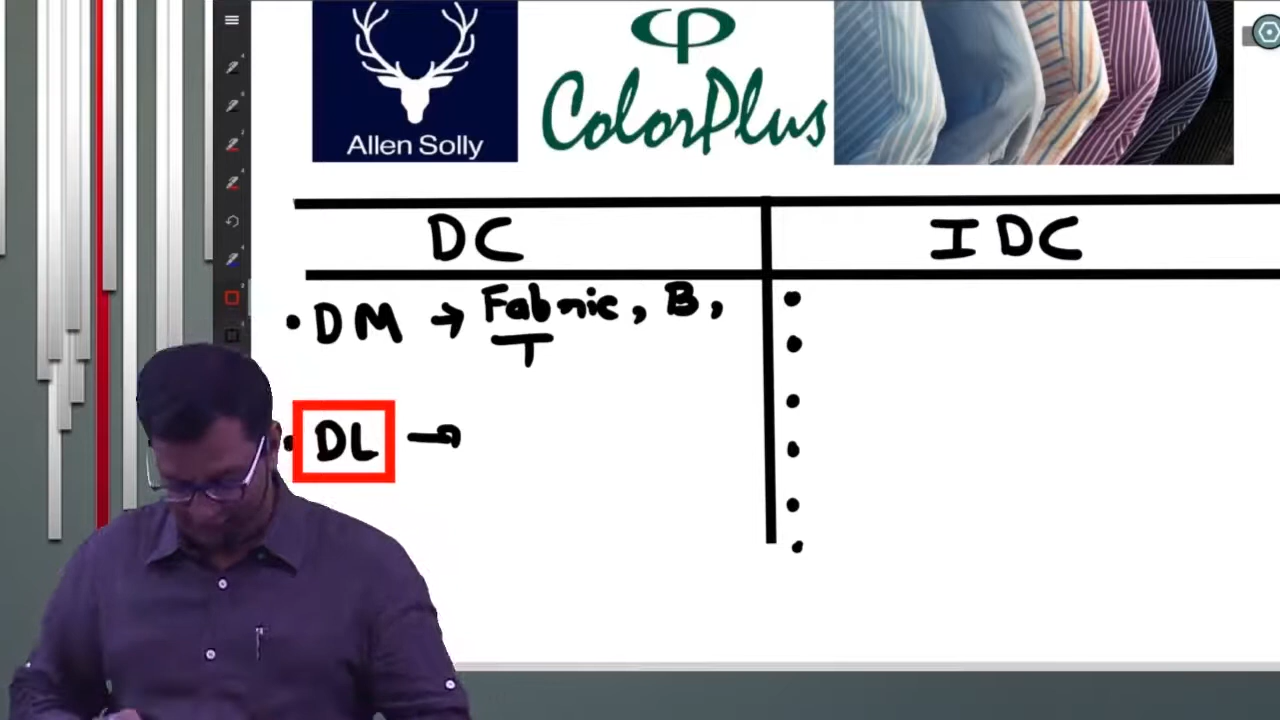 Allen Solly
CP
ColorPlus
DC
IDC
• DM → Fabric, B,
T
• DL →